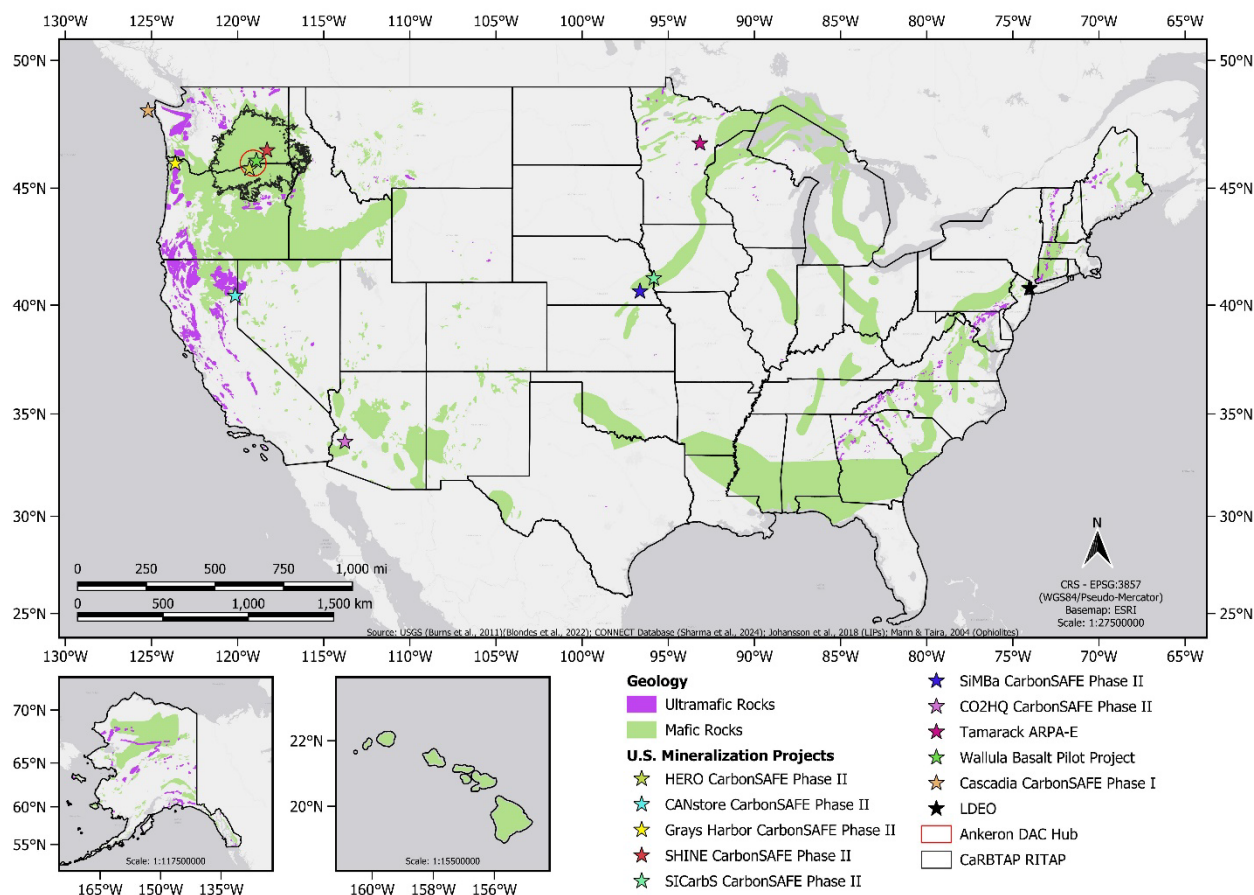 130°W 125°W 120°W 115°W 110°W 105°W 100°W 95°W 90°W 85°W 80°W 75°W 70°W 65°W
50°N 50°N
45°N 45°N
40°N 40°N
35°N 35°N
30°N 30°N
25°N 25°N
N
0 250 500 750 1,000 mi
0 500 1,000 1,500 km
CRS - EPSG:3857
(WGS84/Pseudo-Mercator)
Basemap: ESRI
Scale: 1:27500000
Source: USGS (Burns et al., 2011)(Blondes et al., 2022); CONNECT Database (Sharma et al., 2024); Johansson et al., 2018 (LIPs); Mann & Taira, 2004 (Ophiolites)
130°W 125°W 120°W 115°W 110°W 105°W 100°W 95°W 90°W 85°W 80°W 75°W 70°W 65°W
70°N
65°N
60°N
55°N
Scale: 1:117500000
165°W 150°W 135°W
22°N
20°N
Scale: 1:15500000
160°W 158°W 156°W
Geology
Ultramafic Rocks
Mafic Rocks
U.S. Mineralization Projects
HERO CarbonSAFE Phase II
CANstore CarbonSAFE Phase II
Grays Harbor CarbonSAFE Phase II
SHINE CarbonSAFE Phase II
SICarbS CarbonSAFE Phase II
SiMBa CarbonSAFE Phase II
CO2HQ CarbonSAFE Phase II
Tamarack ARPA-E
Wallula Basalt Pilot Project
Cascadia CarbonSAFE Phase I
LDEO
Ankeron DAC Hub
CaRBTAP RITAP